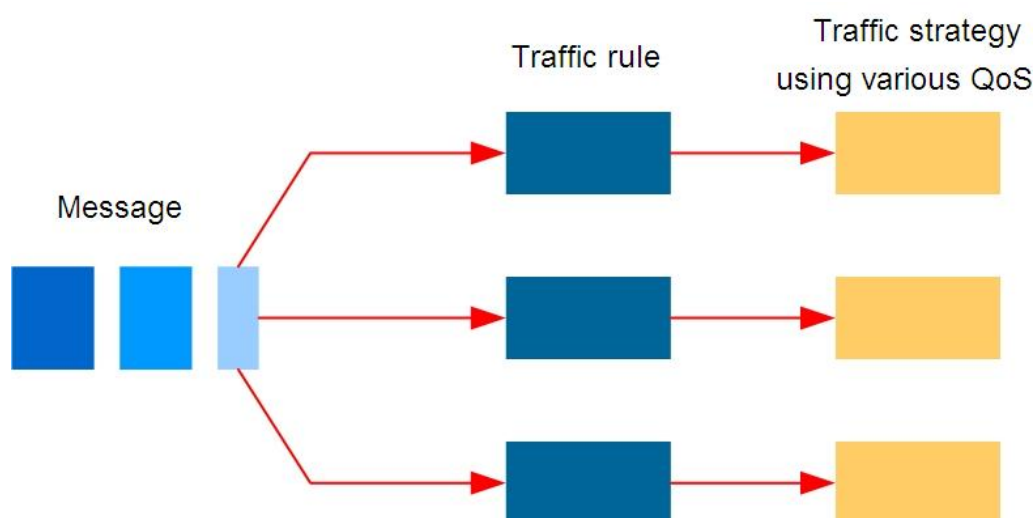 Traffic strategy
using various QoS
Traffic rule
Message